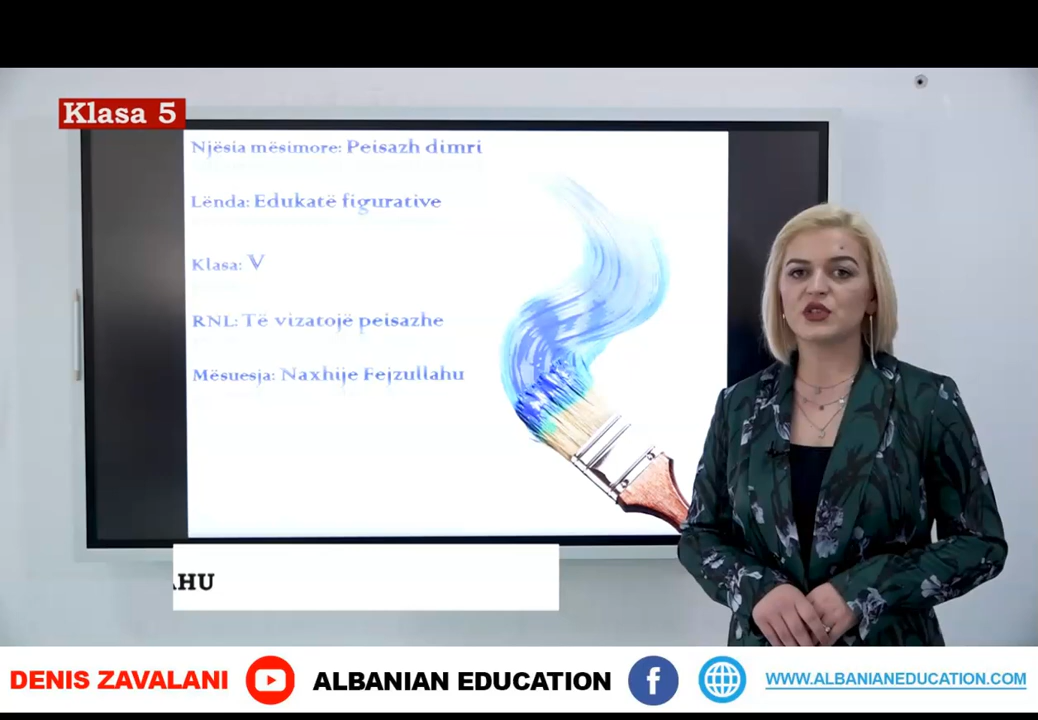 Klasa 5
Njësia mësimore: Peisazh dimri
Lënda: Edukatë figurative
Klasa: V
RNL: Të vizatojë peisazhe
Mësuesja: Naxhije Fejzullahu
AHU
DENIS ZAVALANI
ALBANIAN EDUCATION
WWW.ALBANIANEDUCATION.COM